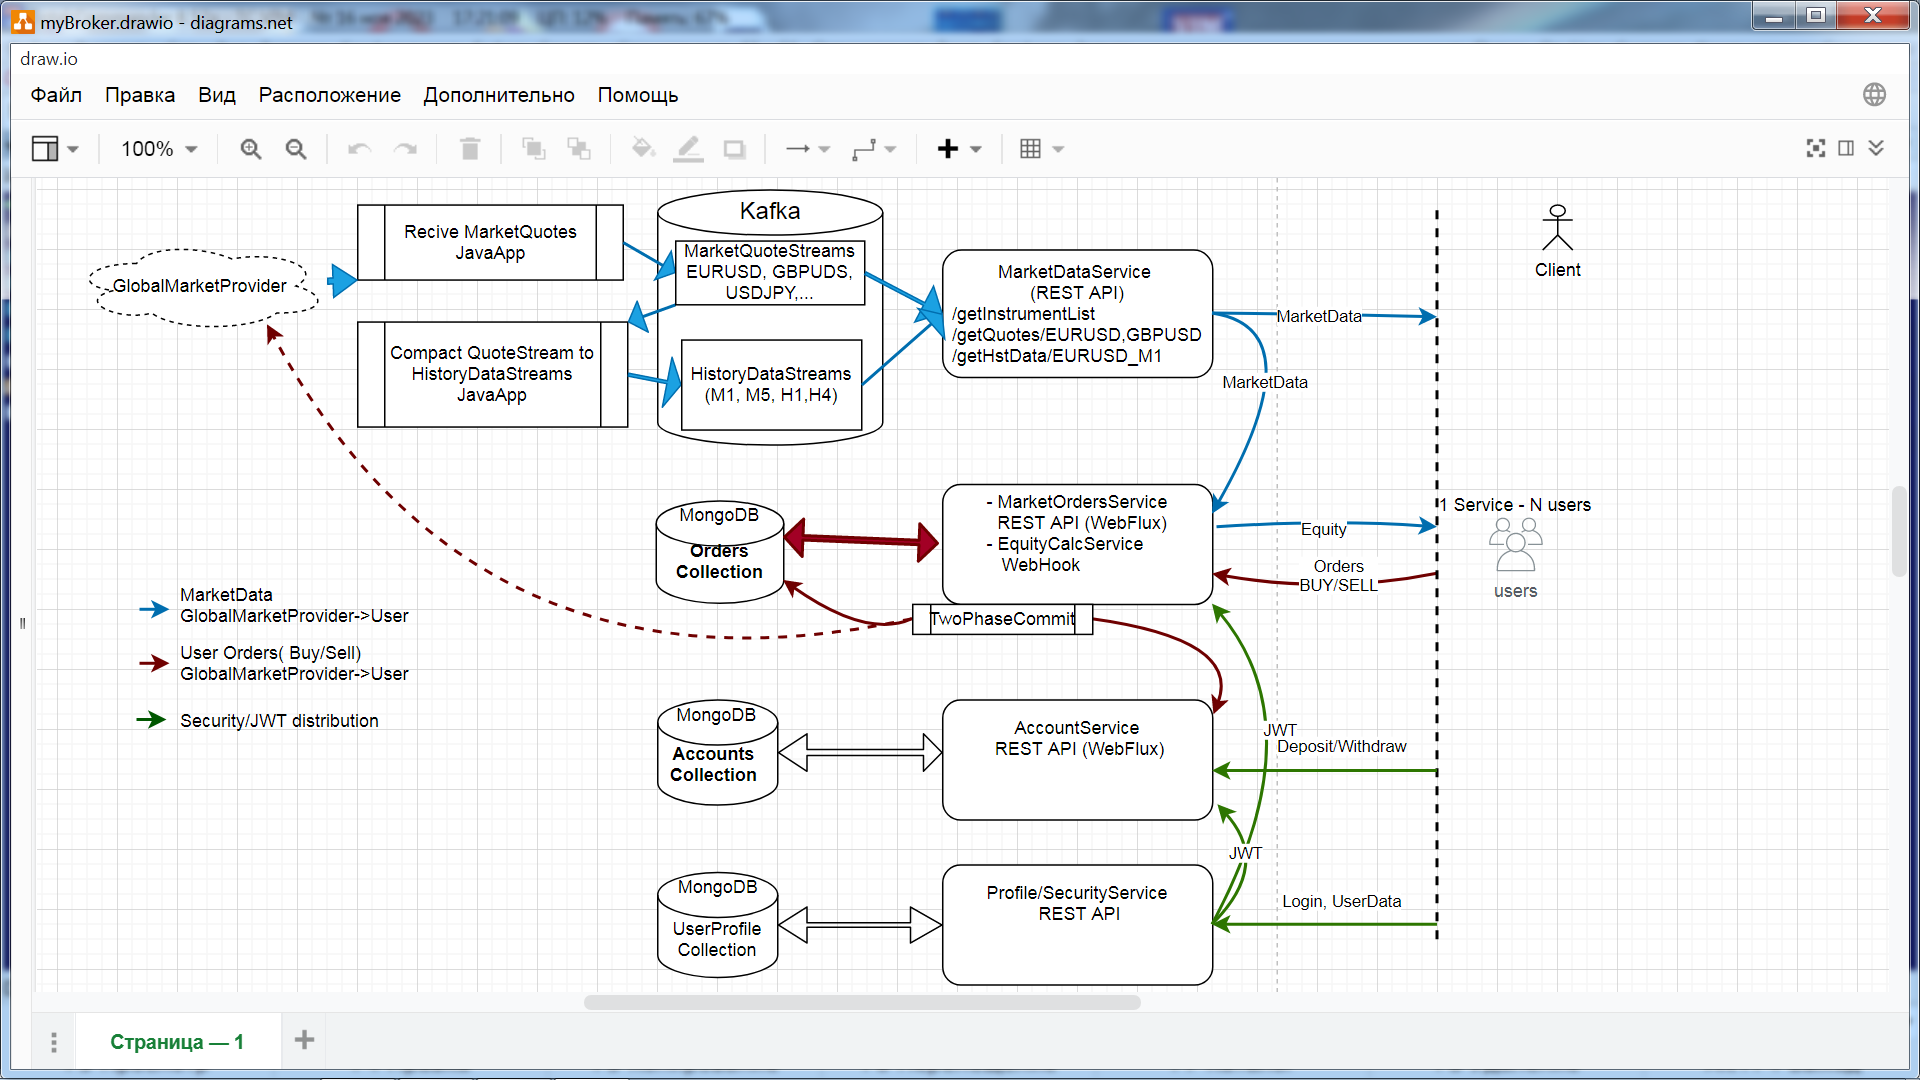 myBroker.drawio - diagrams.net
draw.io
Файл Правка Вид Расположение Дополнительно Помощь
100%
Kafka
Recive MarketQuotes
JavaApp
MarketQuoteStreams
EURUSD, GBPUDS,
USDJPY,...
GlobalMarketProvider
MarketDataService
(REST API)
/getInstrumentList
/getQuotes/EURUSD,GBPUSD
/getHstData/EURUSD_M1
Client
MarketData
Compact QuoteStream to
HistoryDataStreams
JavaApp
HistoryDataStreams
(M1, M5, H1,H4)
MarketData
MongoDB
Orders
Collection
- MarketOrdersService
REST API (WebFlux)
- EquityCalcService
WebHook
1 Service - N users
Equity
Orders
BUY/SELL
users
MarketData
GlobalMarketProvider->User
TwoPhaseCommit
User Orders( Buy/Sell)
GlobalMarketProvider->User
Security/JWT distribution
MongoDB
Accounts
Collection
AccountService
REST API (WebFlux)
JWT
Deposit/Withdraw
JWT
MongoDB
UserProfile
Collection
Profile/SecurityService
REST API
Login, UserData
Страница — 1